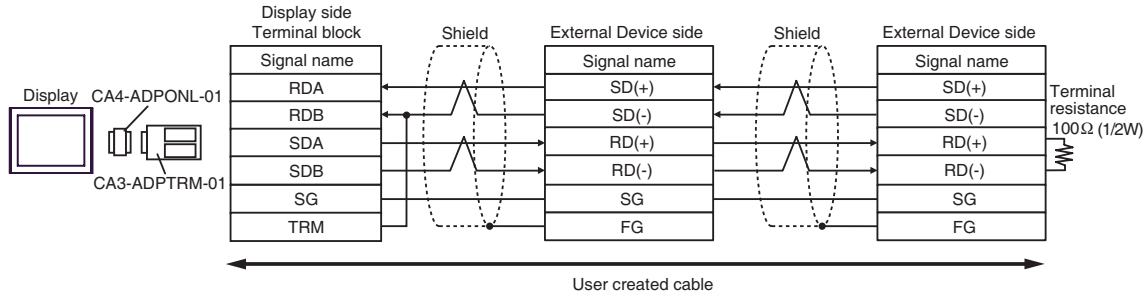 Display side
Terminal block
Shield
External Device side
Shield
External Device side
Signal name
Signal name
Signal name
Display
CA4-ADPONL-01
CA3-ADPTRM-01
RDA
SD(+)
SD(+)
RDB
SD(-)
SD(-)
SDA
RD(+)
RD(+)
SDB
RD(-)
RD(-)
SG
SG
SG
TRM
FG
FG
Terminal
resistance
100Ω (1/2W)
User created cable